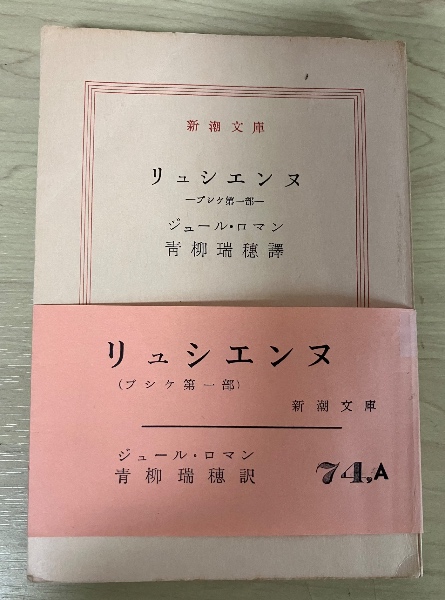 新潮文庫
リュシエンヌ
―プシケ第一部―
ジュール・ロマン
青柳瑞穂譯
リュシエンヌ
(プシケ第一部)
新潮文庫
ジュール・ロマン
青柳瑞穂訳
74,A